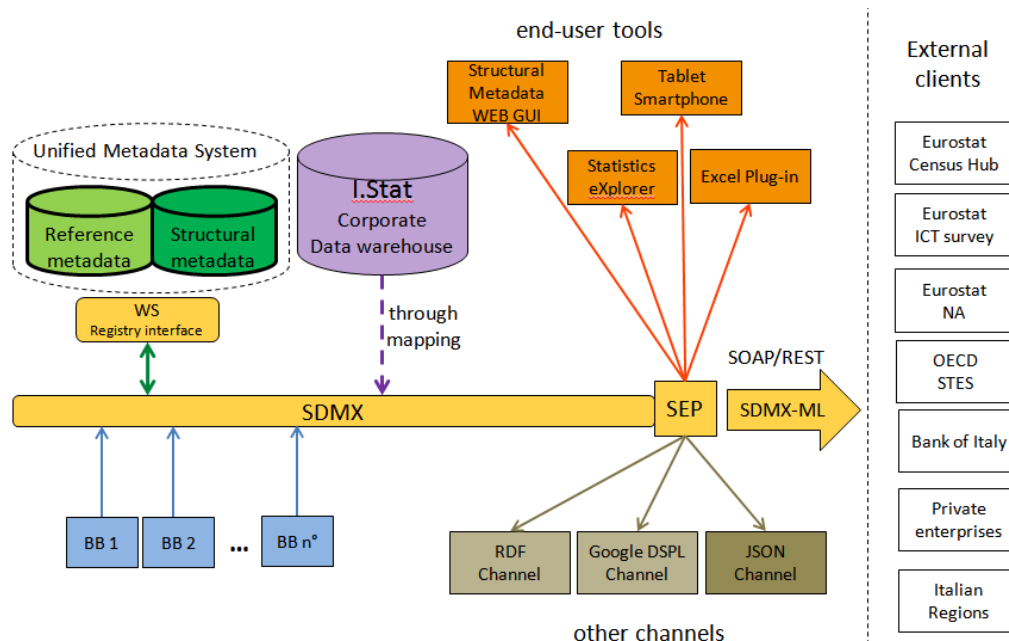 end-user tools
External
clients
Structural
Metadata
WEB GUI
Tablet
Smartphone
Unified Metadata System
Reference
metadata
Structural
metadata
I.Stat
Corporate
Data warehouse
Statistics
eXplorer
Excel Plug-in
Eurostat
Census Hub
Eurostat
ICT survey
Eurostat
NA
OECD
STES
Bank of Italy
Private
enterprises
Italian
Regions
WS
Registry interface
through
mapping
SOAP/REST
SDMX
SEP
SDMX-ML
BB 1
BB 2
...
BB n°
RDF
Channel
Google DSPL
Channel
JSON
Channel
other channels